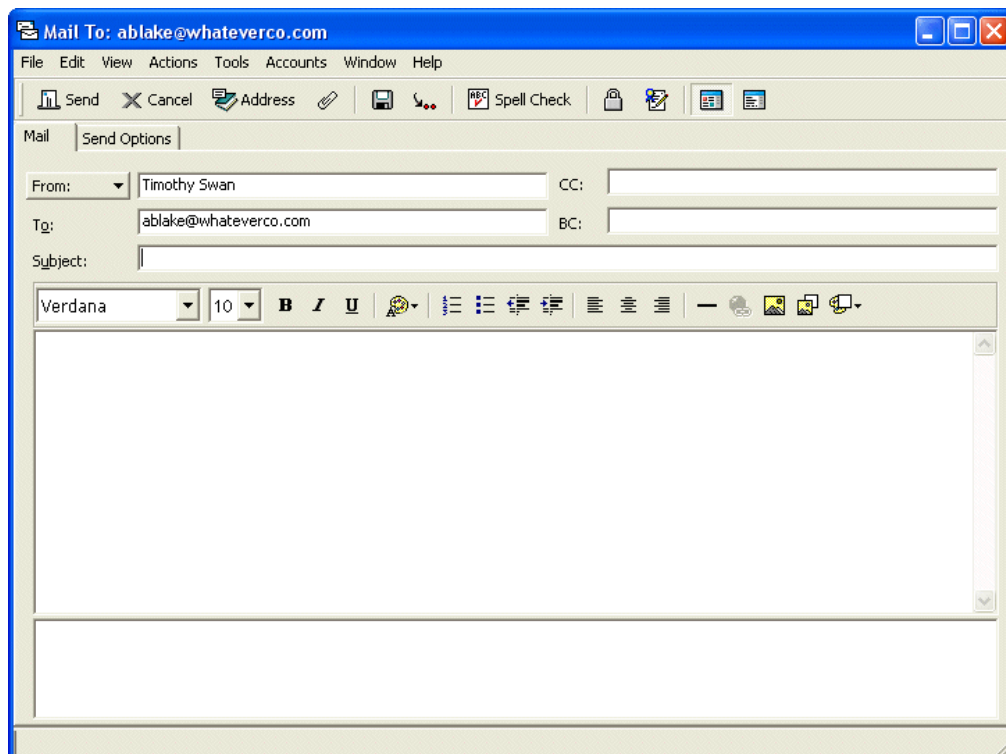 Mail To: ablake@whateverco.com
File Edit View Actions Tools Accounts Window Help
Send Cancel Address ABC Spell Check
Mail Send Options
From: Timothy Swan CC:
To: ablake@whateverco.com BC:
Subject:
Verdana 10 B I U